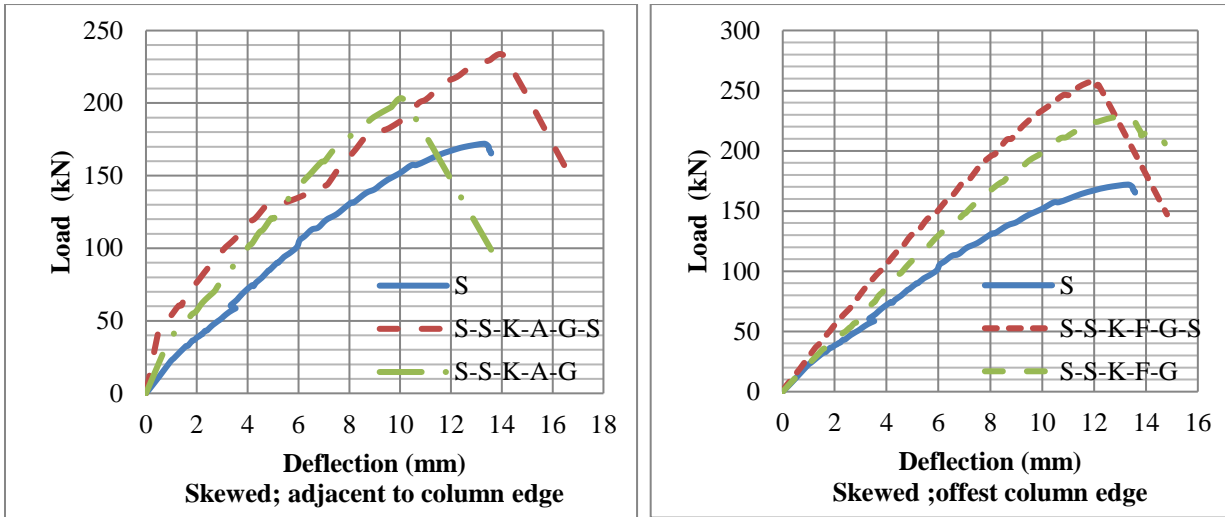 250
200
150
100
50
0
Load (kN)
S
S-S-K-A-G-S
S-S-K-A-G
0 2 4 6 8 10 12 14 16 18
Deflection (mm)
Skewed; adjacent to column edge
300
250
200
150
100
50
0
Load (kN)
S
S-S-K-F-G-S
S-S-K-F-G
0 2 4 6 8 10 12 14 16
Deflection (mm)
Skewed ;offest column edge